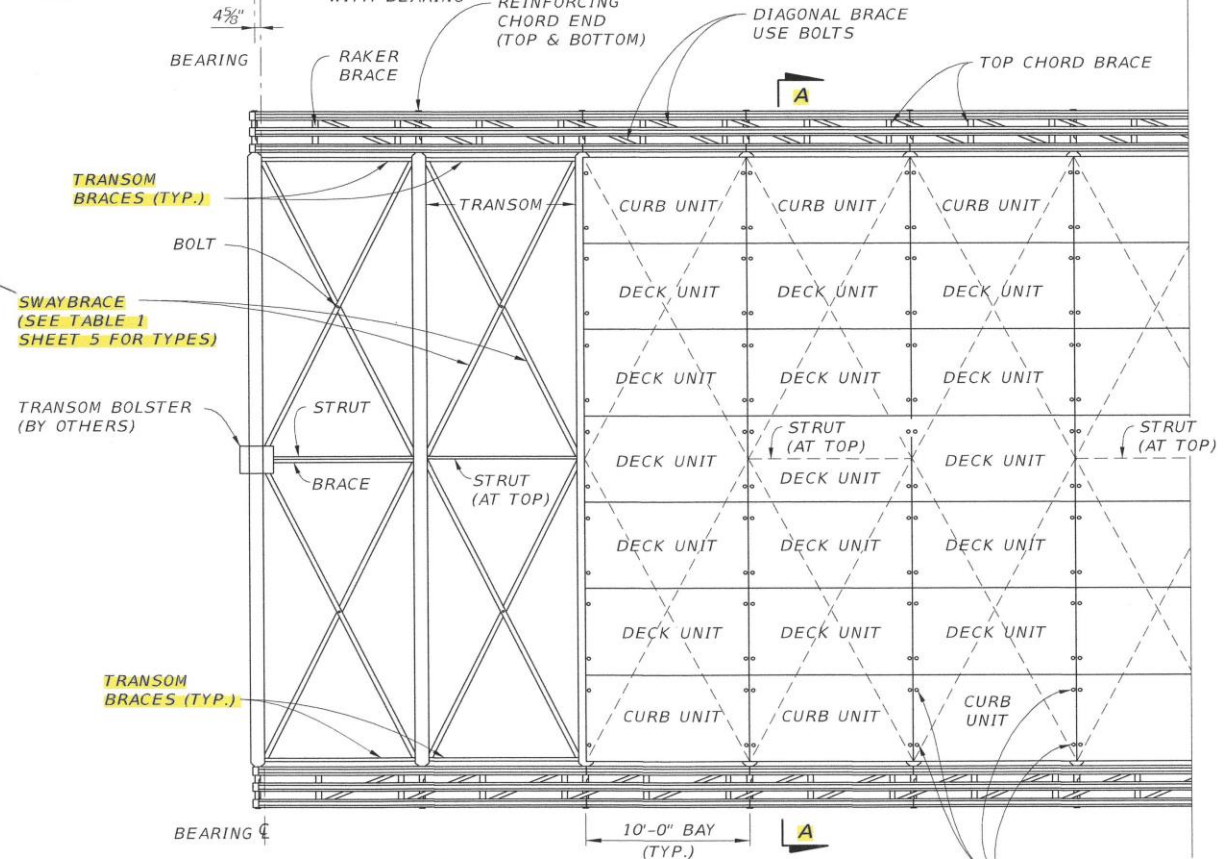 WITH BEARING
REINFORCING
CHORD END
(TOP & BOTTOM)
4⅝"
BEARING
RAKER
BRACE
DIAGONAL BRACE
USE BOLTS
TOP CHORD BRACE
A
TRANSOM
BRACES (TYP.)
TRANSOM
CURB UNIT
CURB UNIT
CURB UNIT
BOLT
DECK UNIT
DECK UNIT
DECK UNIT
SWAYBRACE
(SEE TABLE 1
SHEET 5 FOR TYPES)
DECK UNIT
DECK UNIT
DECK UNIT
TRANSOM BOLSTER
(BY OTHERS)
STRUT
BRACE
STRUT
(AT TOP)
DECK UNIT
STRUT
(AT TOP)
DECK UNIT
DECK UNIT
STRUT
(AT TOP)
DECK UNIT
DECK UNIT
DECK UNIT
DECK UNIT
DECK UNIT
DECK UNIT
TRANSOM
BRACES (TYP.)
CURB UNIT
CURB UNIT
CURB
UNIT
BEARING ℄
10'-0" BAY
(TYP.)
A